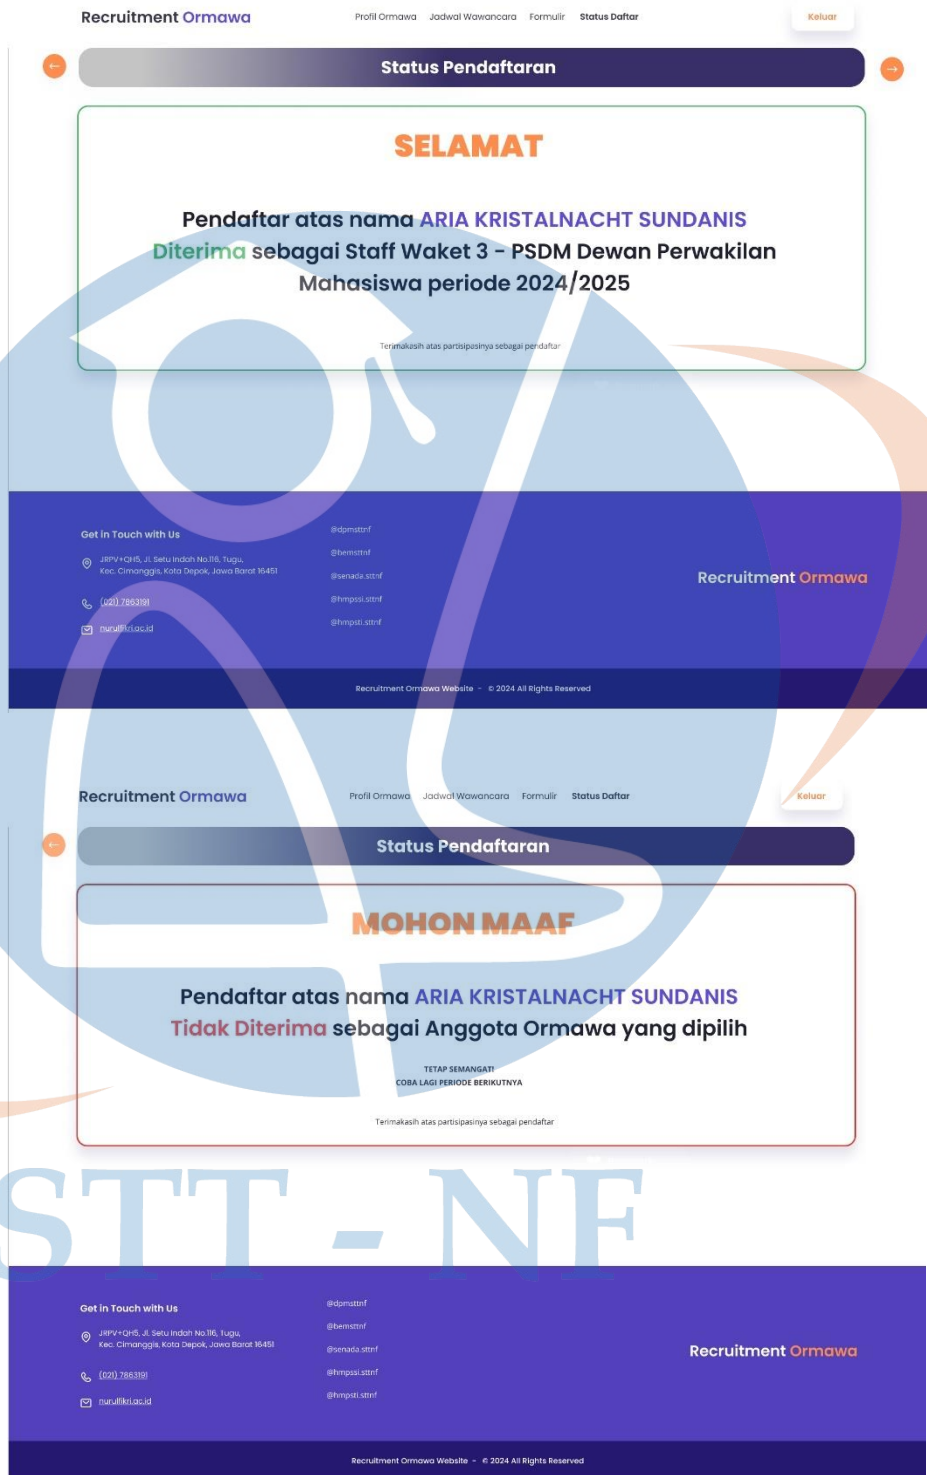 Recruitment Ormawa
Profil Ormawa Jadwal Wawancara Formulir Status Daftar
Keluar
Status Pendaftaran
SELAMAT
Pendaftar atas nama ARIA KRISTALNACHT SUNDANIS
Diterima sebagai Staff Waket 3 - PSDM Dewan Perwakilan
Mahasiswa periode 2024/2025
Terimakasih atas partisipasinya sebagai pendaftar
Get in Touch with Us
JRPV+QH5, Jl. Setu Indah No.116, Tugu,
Kec. Cimanggis, Kota Depok, Jawa Barat 16451
(021) 7863191
nurulfikri.ac.id
@dpmsttnf
@bemsttnf
@senada.sttnf
@hmpssi.sttnf
@hmpsti.sttnf
Recruitment Ormawa
Recruitment Ormawa Website - © 2024 All Rights Reserved
Recruitment Ormawa
Profil Ormawa Jadwal Wawancara Formulir Status Daftar
Keluar
Status Pendaftaran
MOHON MAAF
Pendaftar atas nama ARIA KRISTALNACHT SUNDANIS
Tidak Diterima sebagai Anggota Ormawa yang dipilih
TETAP SEMANGAT!
COBA LAGI PERIODE BERIKUTNYA
Terimakasih atas partisipasinya sebagai pendaftar
STT - NF
Get in Touch with Us
JRPV+QH5, Jl. Setu Indah No.116, Tugu,
Kec. Cimanggis, Kota Depok, Jawa Barat 16451
(021) 7863191
nurulfikri.ac.id
@dpmsttnf
@bemsttnf
@senada.sttnf
@hmpssi.sttnf
@hmpsti.sttnf
Recruitment Ormawa
Recruitment Ormawa Website - © 2024 All Rights Reserved